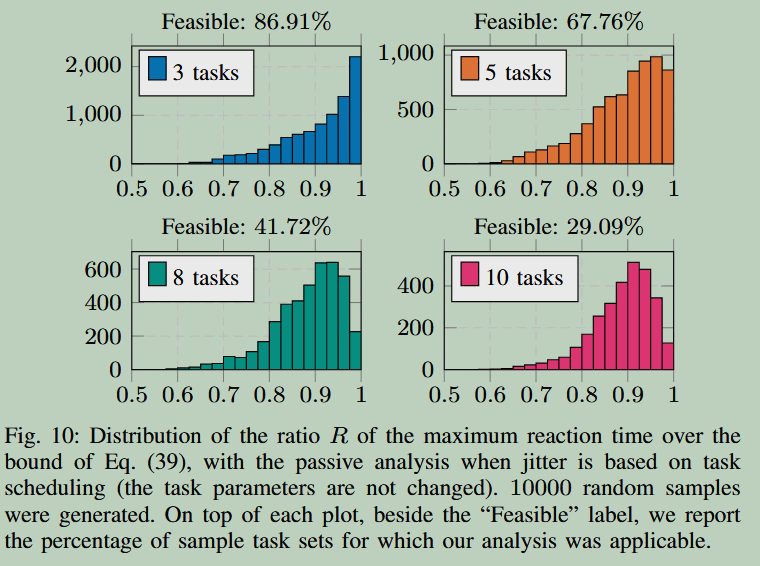 Feasible: 86.91%
3 tasks
2,000
1,000
0
0.5 0.6 0.7 0.8 0.9 1
Feasible: 67.76%
5 tasks
1,000
500
0
0.5 0.6 0.7 0.8 0.9 1
Feasible: 41.72%
8 tasks
600
400
200
0
0.5 0.6 0.7 0.8 0.9 1
Feasible: 29.09%
10 tasks
400
200
0
0.5 0.6 0.7 0.8 0.9 1
Fig. 10: Distribution of the ratio R of the maximum reaction time over the
bound of Eq. (39), with the passive analysis when jitter is based on task
scheduling (the task parameters are not changed). 10000 random samples
were generated. On top of each plot, beside the “Feasible” label, we report
the percentage of sample task sets for which our analysis was applicable.